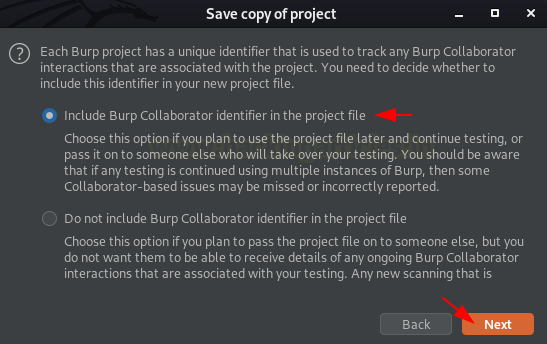 Save copy of project
Each Burp project has a unique identifier that is used to track any Burp Collaborator
interactions that are associated with the project. You need to decide whether to
include this identifier in your new project file.
Include Burp Collaborator identifier in the project file
Choose this option if you plan to use the project file later and continue testing, or
pass it on to someone else who will take over your testing. You should be aware
that if any testing is continued using multiple instances of Burp, then some
Collaborator-based issues may be missed or incorrectly reported.
Do not include Burp Collaborator identifier in the project file
Choose this option if you plan to pass the project file on to someone else, but you
do not want them to be able to receive details of any ongoing Burp Collaborator
interactions that are associated with your testing. Any new scanning that is
Back
Next